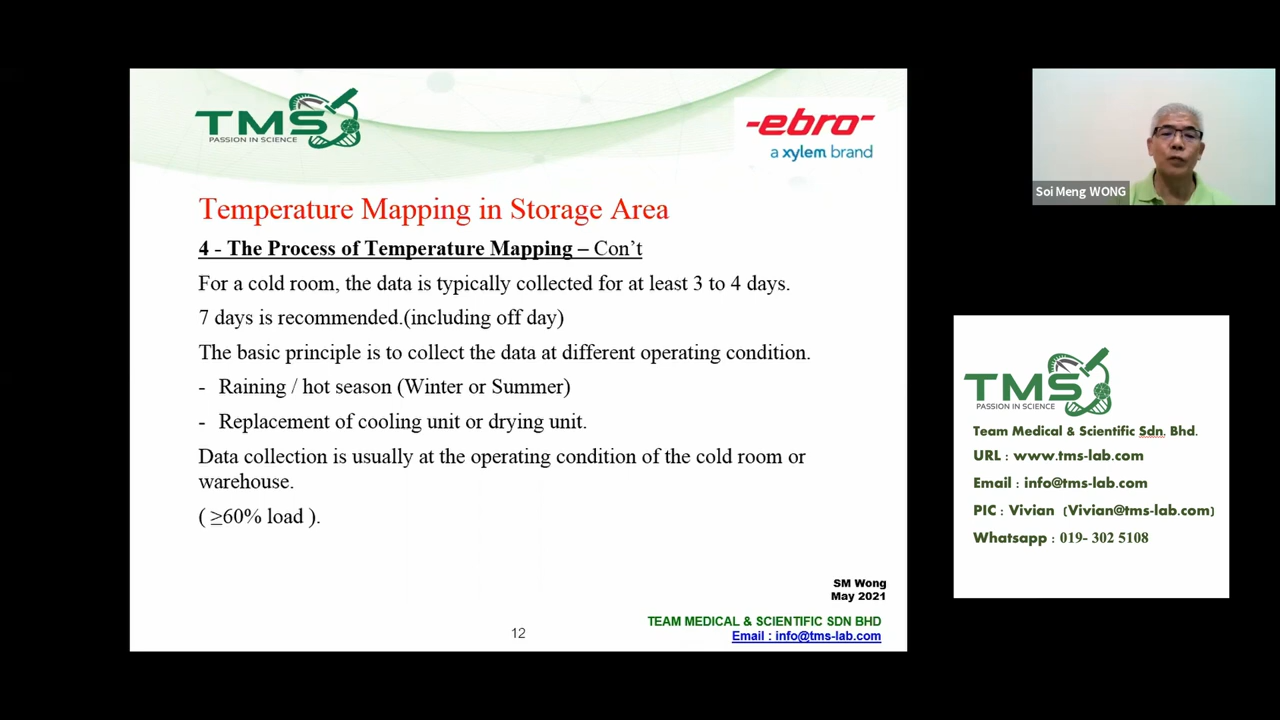 TMS
PASSION IN SCIENCE
-ebro-
a xylem brand
Temperature Mapping in Storage Area
4 - The Process of Temperature Mapping – Con’t
For a cold room, the data is typically collected for at least 3 to 4 days.
7 days is recommended.(including off day)
The basic principle is to collect the data at different operating condition.
- Raining / hot season (Winter or Summer)
- Replacement of cooling unit or drying unit.
Data collection is usually at the operating condition of the cold room or
warehouse.
( ≥60% load ).
SM Wong
May 2021
TEAM MEDICAL & SCIENTIFIC SDN BHD
Email : info@tms-lab.com
12
Soi Meng WONG
TMS
PASSION IN SCIENCE
Team Medical & Scientific Sdn. Bhd.
URL : www.tms-lab.com
Email : info@tms-lab.com
PIC : Vivian (Vivian@tms-lab.com)
Whatsapp : 019- 302 5108